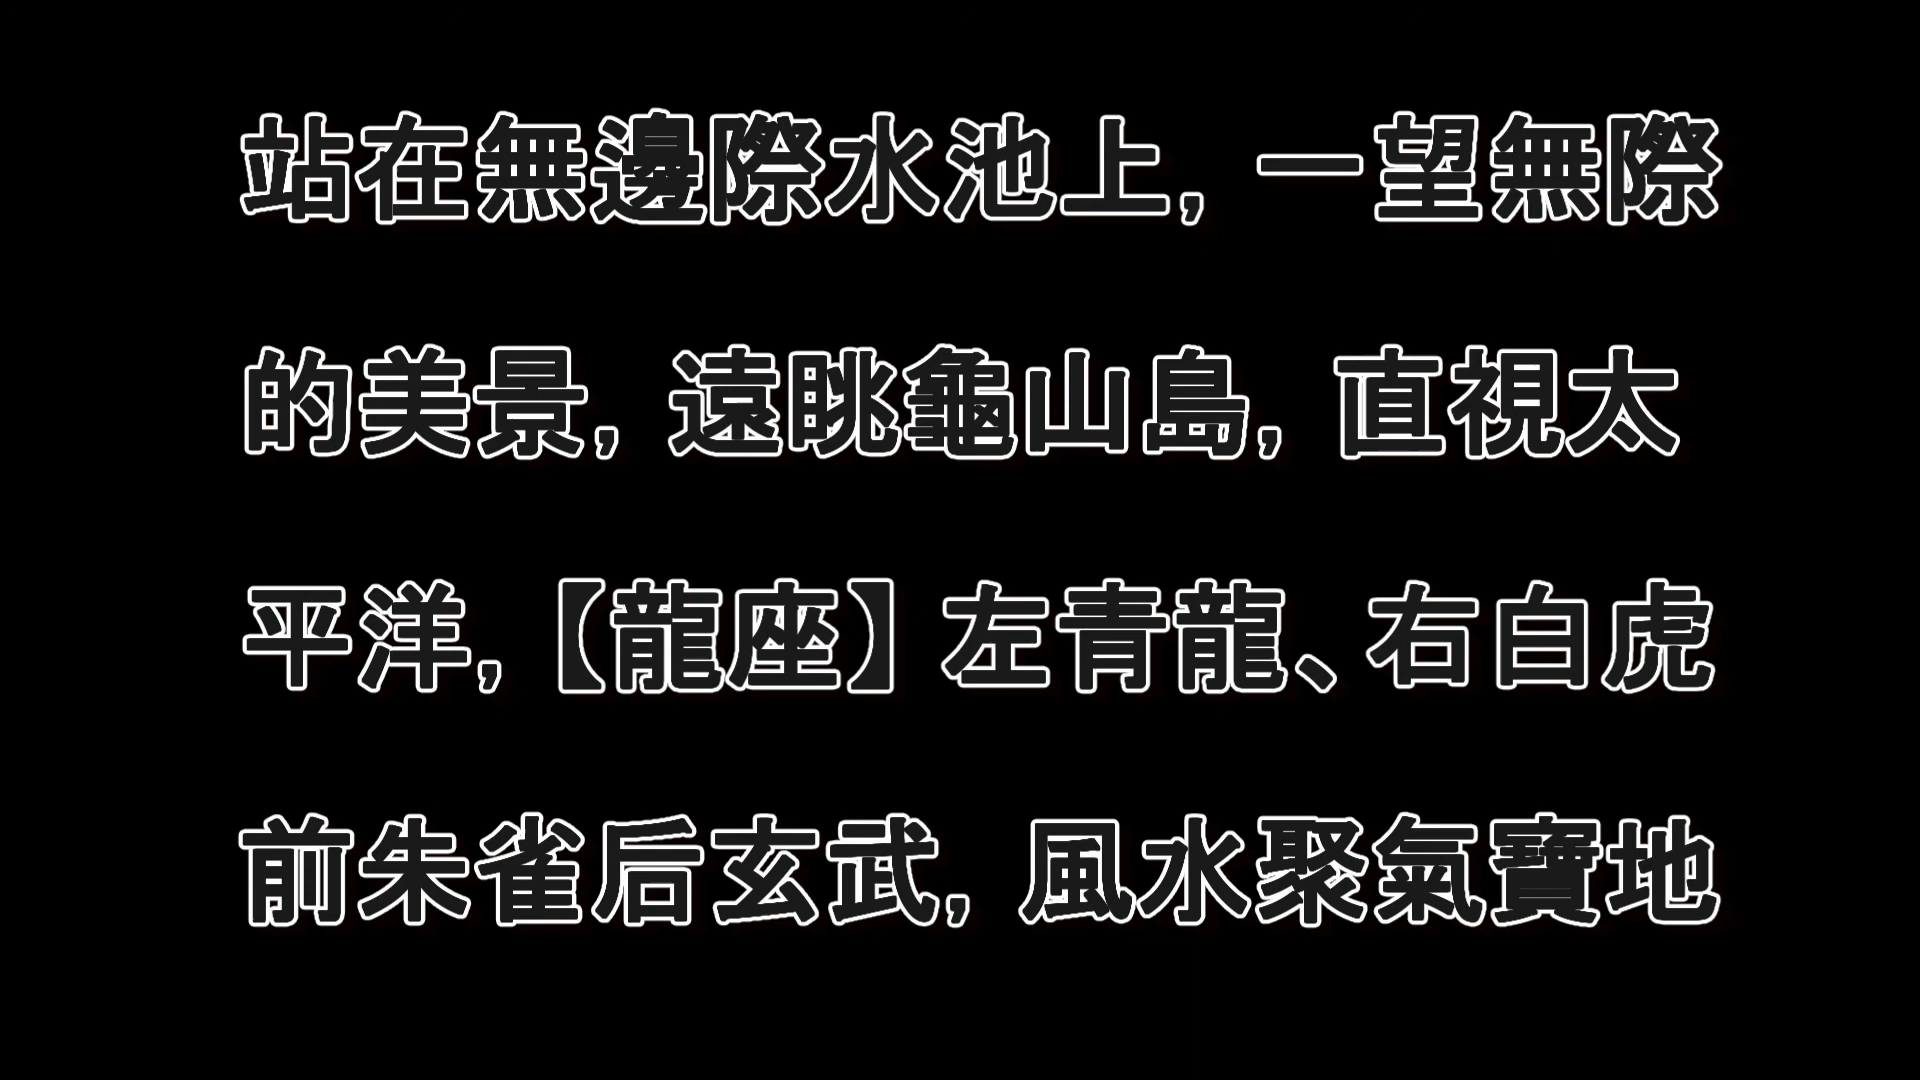 站在無邊際水池上, 一望無際
的美景, 遠眺龜山島, 直視太
平洋,【龍座】左青龍、右白虎
前朱雀后玄武, 風水聚氣寶地